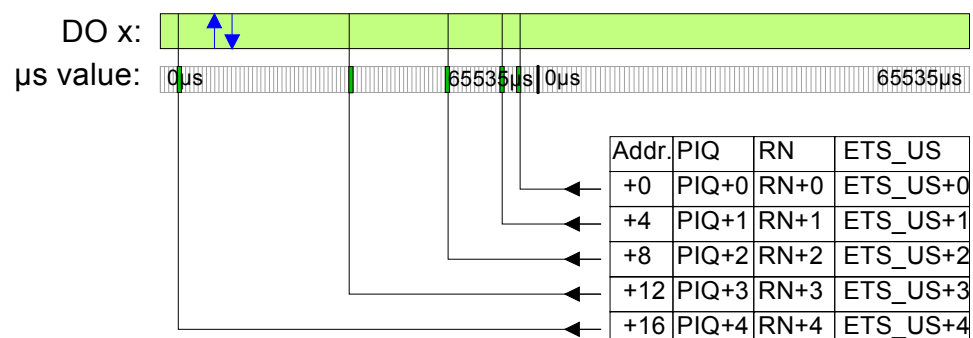 DO x:
µs value: 0µs 65535µs 0µs 65535µs
Addr. PIQ RN ETS_US
+0 PIQ+0 RN+0 ETS_US+0
+4 PIQ+1 RN+1 ETS_US+1
+8 PIQ+2 RN+2 ETS_US+2
+12 PIQ+3 RN+3 ETS_US+3
+16 PIQ+4 RN+4 ETS_US+4